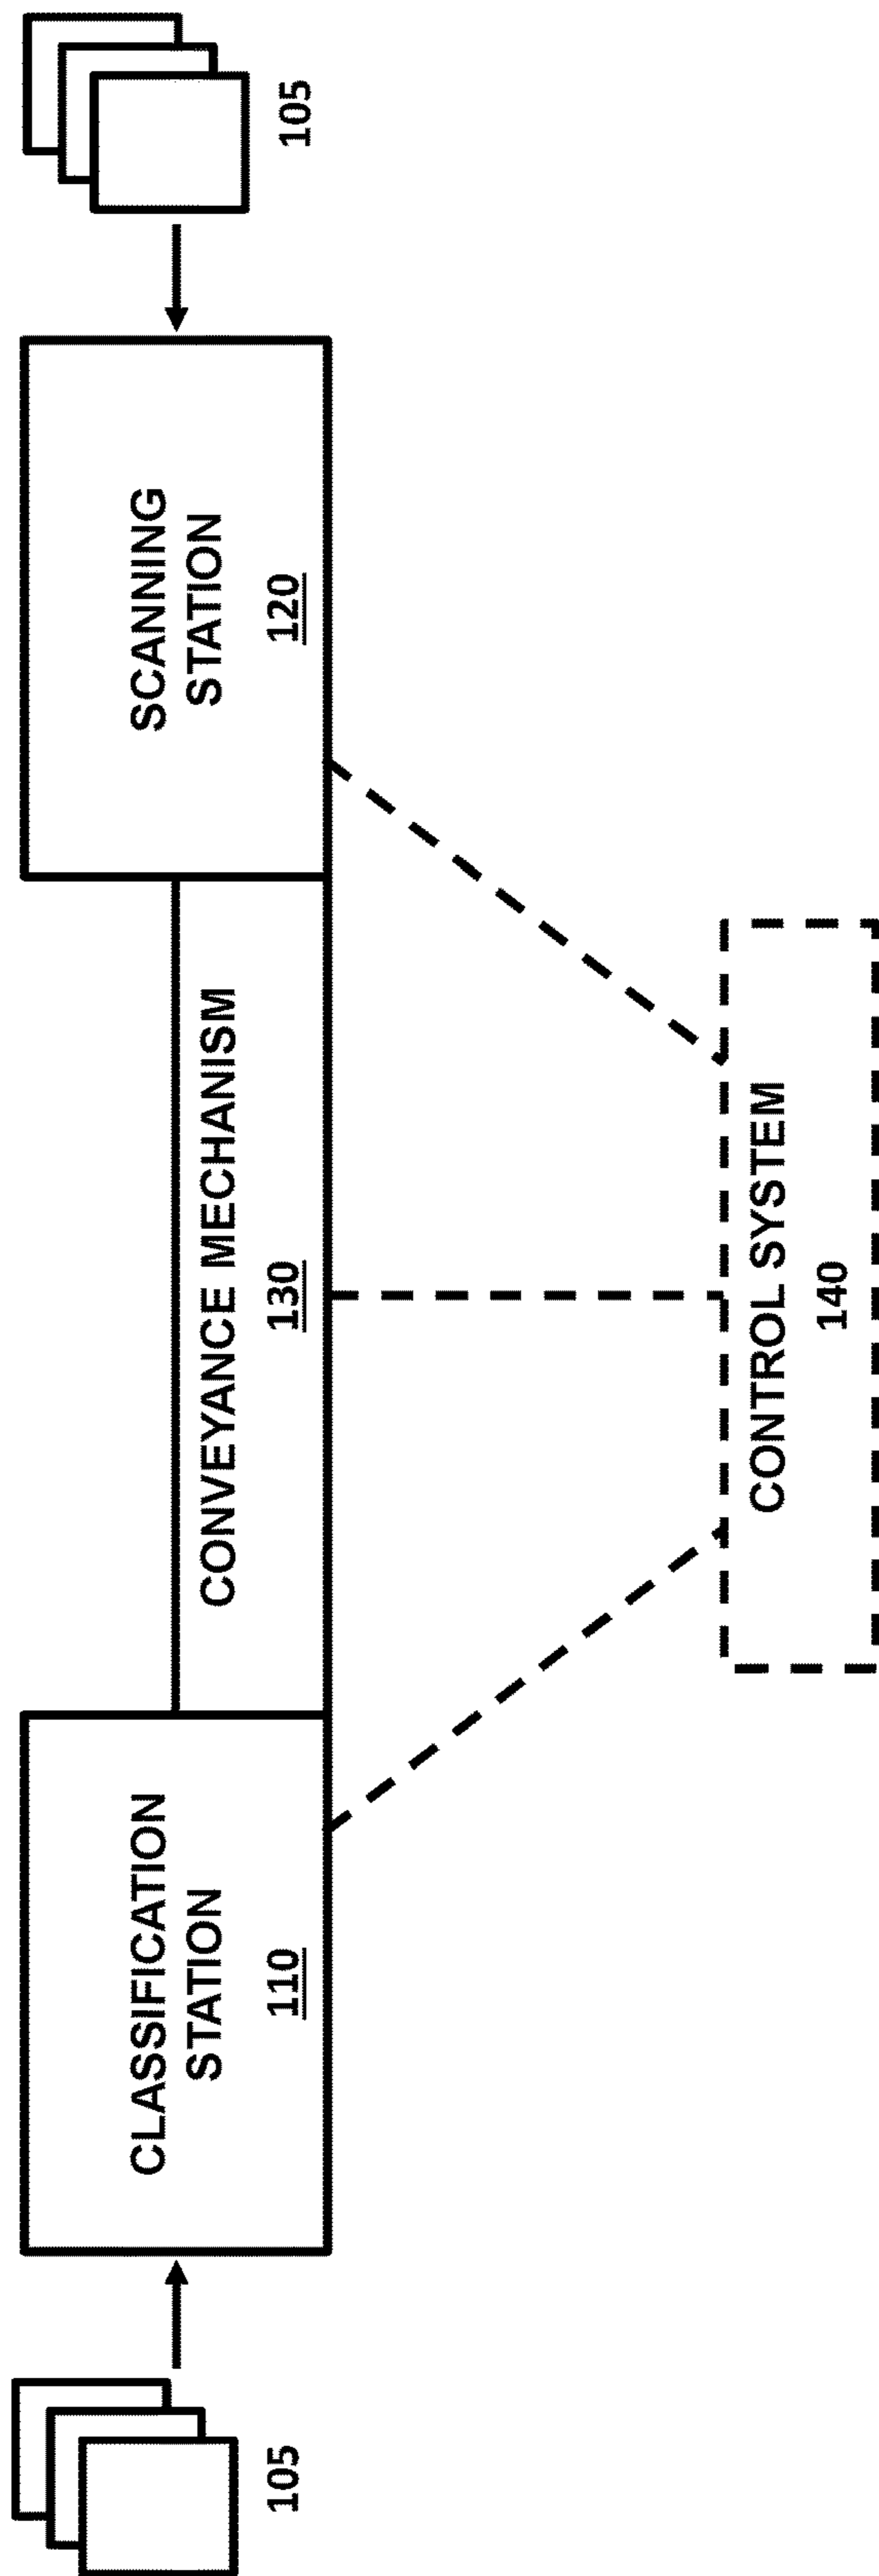 105
CLASSIFICATION
STATION
110
CONVEYANCE MECHANISM
130
SCANNING
STATION
120
105
CONTROL SYSTEM
140